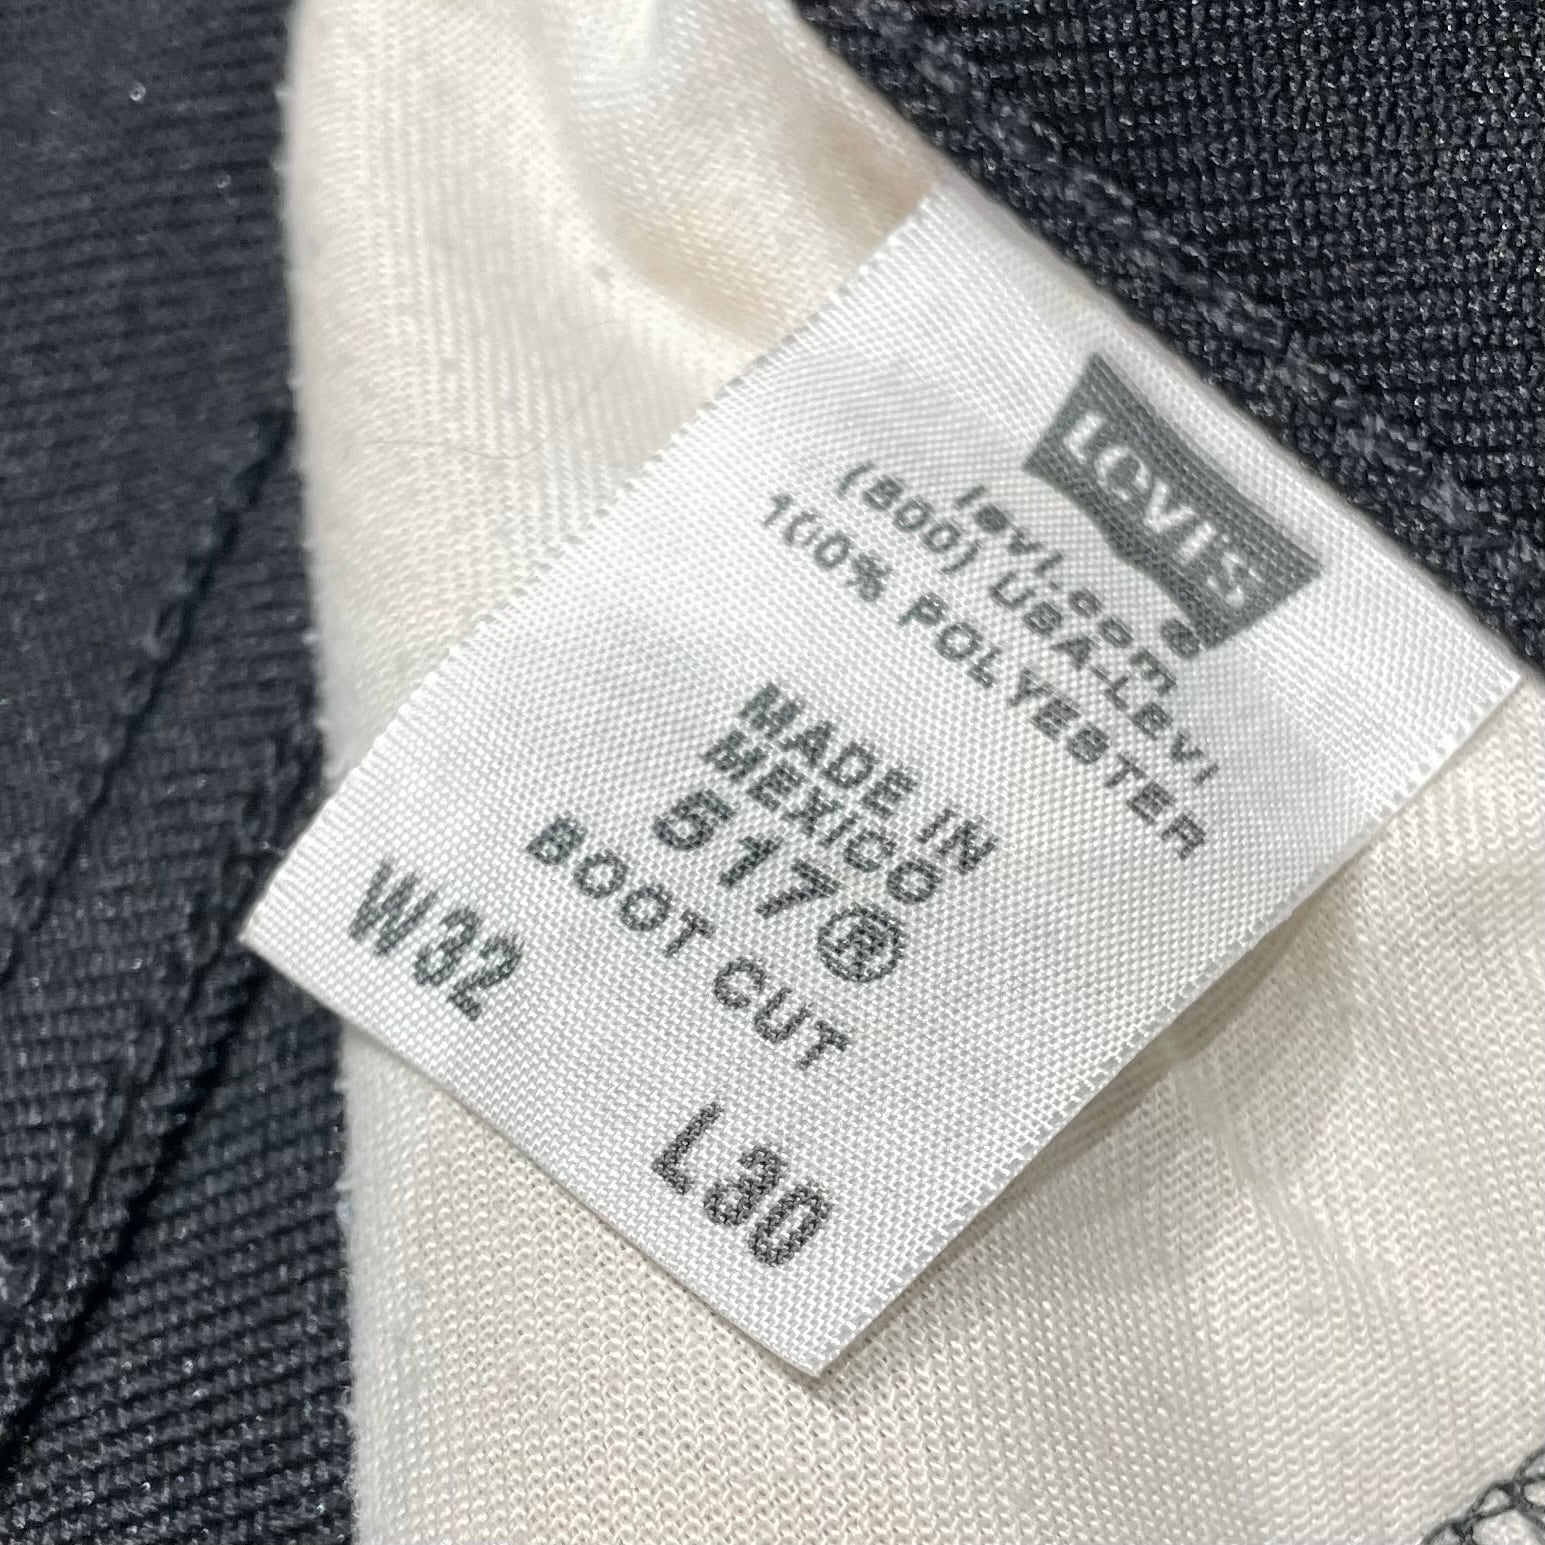 LEVI'S
®
levi.com
(800) USA-LEVI
100% POLYESTER
MADE IN
MEXICO
517®
BOOT CUT
W32 L30